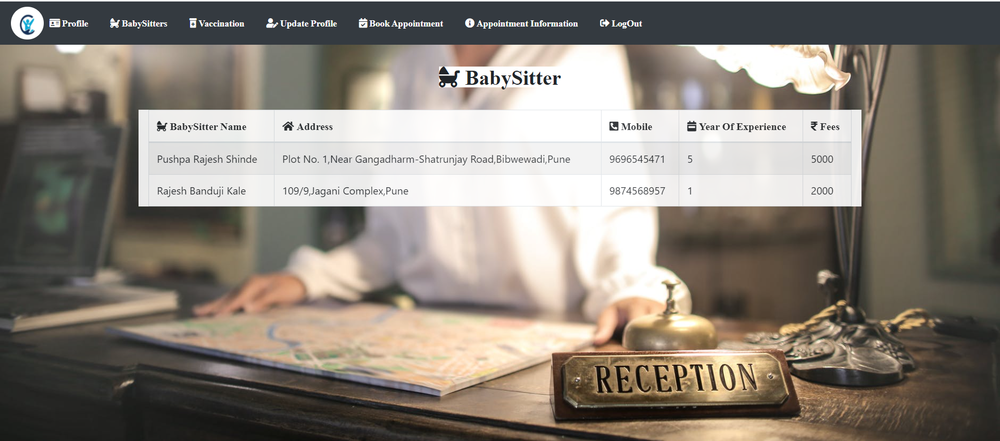 Profile BabySitters Vaccination Update Profile Book Appointment Appointment Information LogOut
BabySitter
BabySitter Name Address Mobile Year Of Experience Fees
Pushpa Rajesh Shinde Plot No. 1,Near Gangadharm-Shatrunjay Road,Bibwewadi,Pune 9696545471 5 5000
Rajesh Banduji Kale 109/9,Jagani Complex,Pune 9874568957 1 2000
RECEPTION